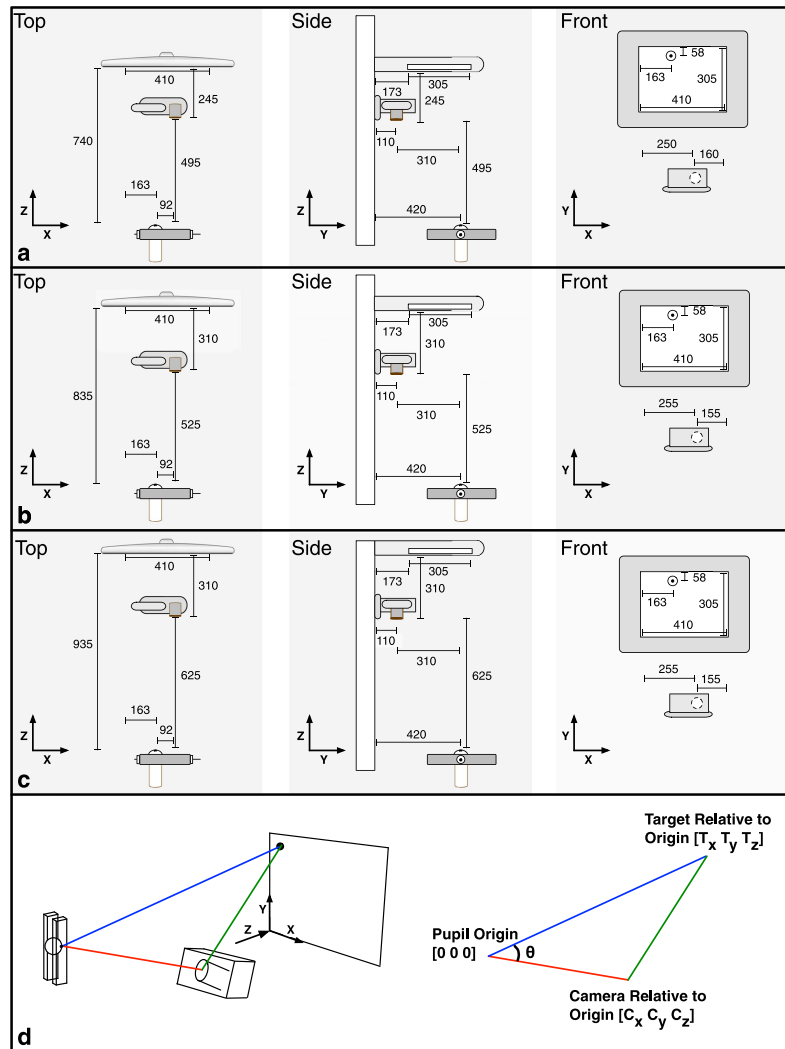 Top
Side
Front
410
245
740
495
163
92
Z
X
a
173
305
245
110
310
495
420
Z
Y
58
163
305
410
250
160
Y
X
Top
Side
Front
410
310
835
525
163
92
Z
X
b
173
305
310
110
310
525
420
Z
Y
58
163
305
410
255
155
Y
X
Top
Side
Front
410
310
935
625
163
92
Z
X
c
173
305
310
110
310
625
420
Z
Y
58
163
305
410
255
155
Y
X
Y
Z
X
d
Target Relative to
Origin [Tx Ty Tz]
Pupil Origin
[0 0 0]
θ
Camera Relative to
Origin [Cx Cy Cz]